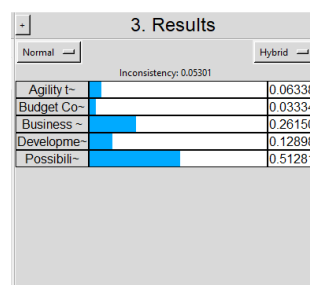 +
3. Results
Normal
Hybrid
Inconsistency: 0.05301
Agility t~ 0.06338
Budget Co~ 0.03334
Business ~ 0.26150
Developme~ 0.12898
Possibili~ 0.51281